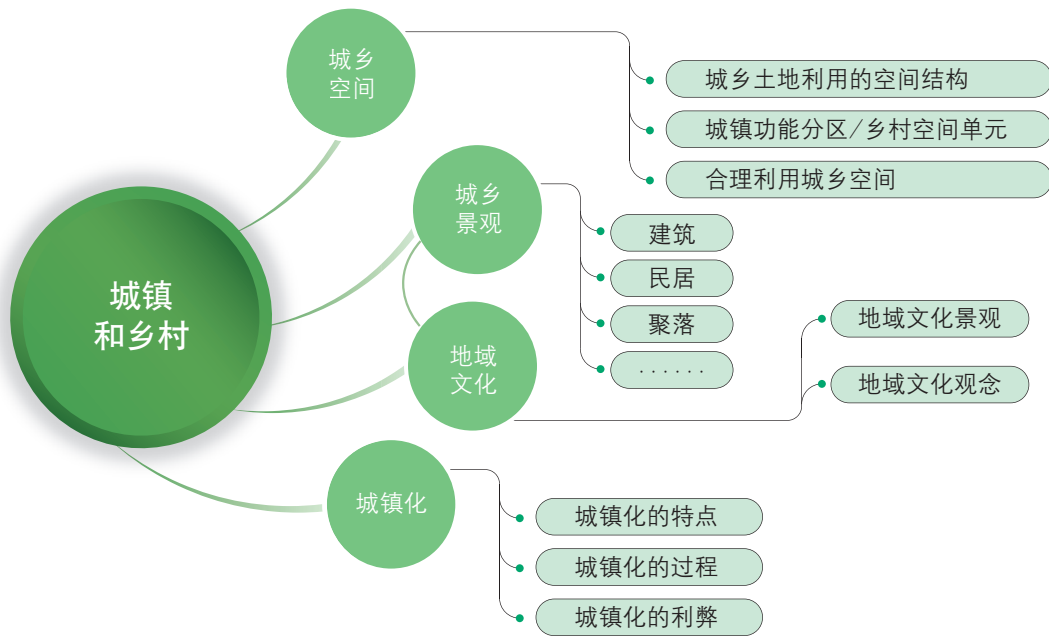 城镇
和乡村
城乡
空间
城乡土地利用的空间结构
城镇功能分区/乡村空间单元
合理利用城乡空间
城乡
景观
建筑
民居
聚落
······
地域
文化
地域文化景观
地域文化观念
城镇化
城镇化的特点
城镇化的过程
城镇化的利弊